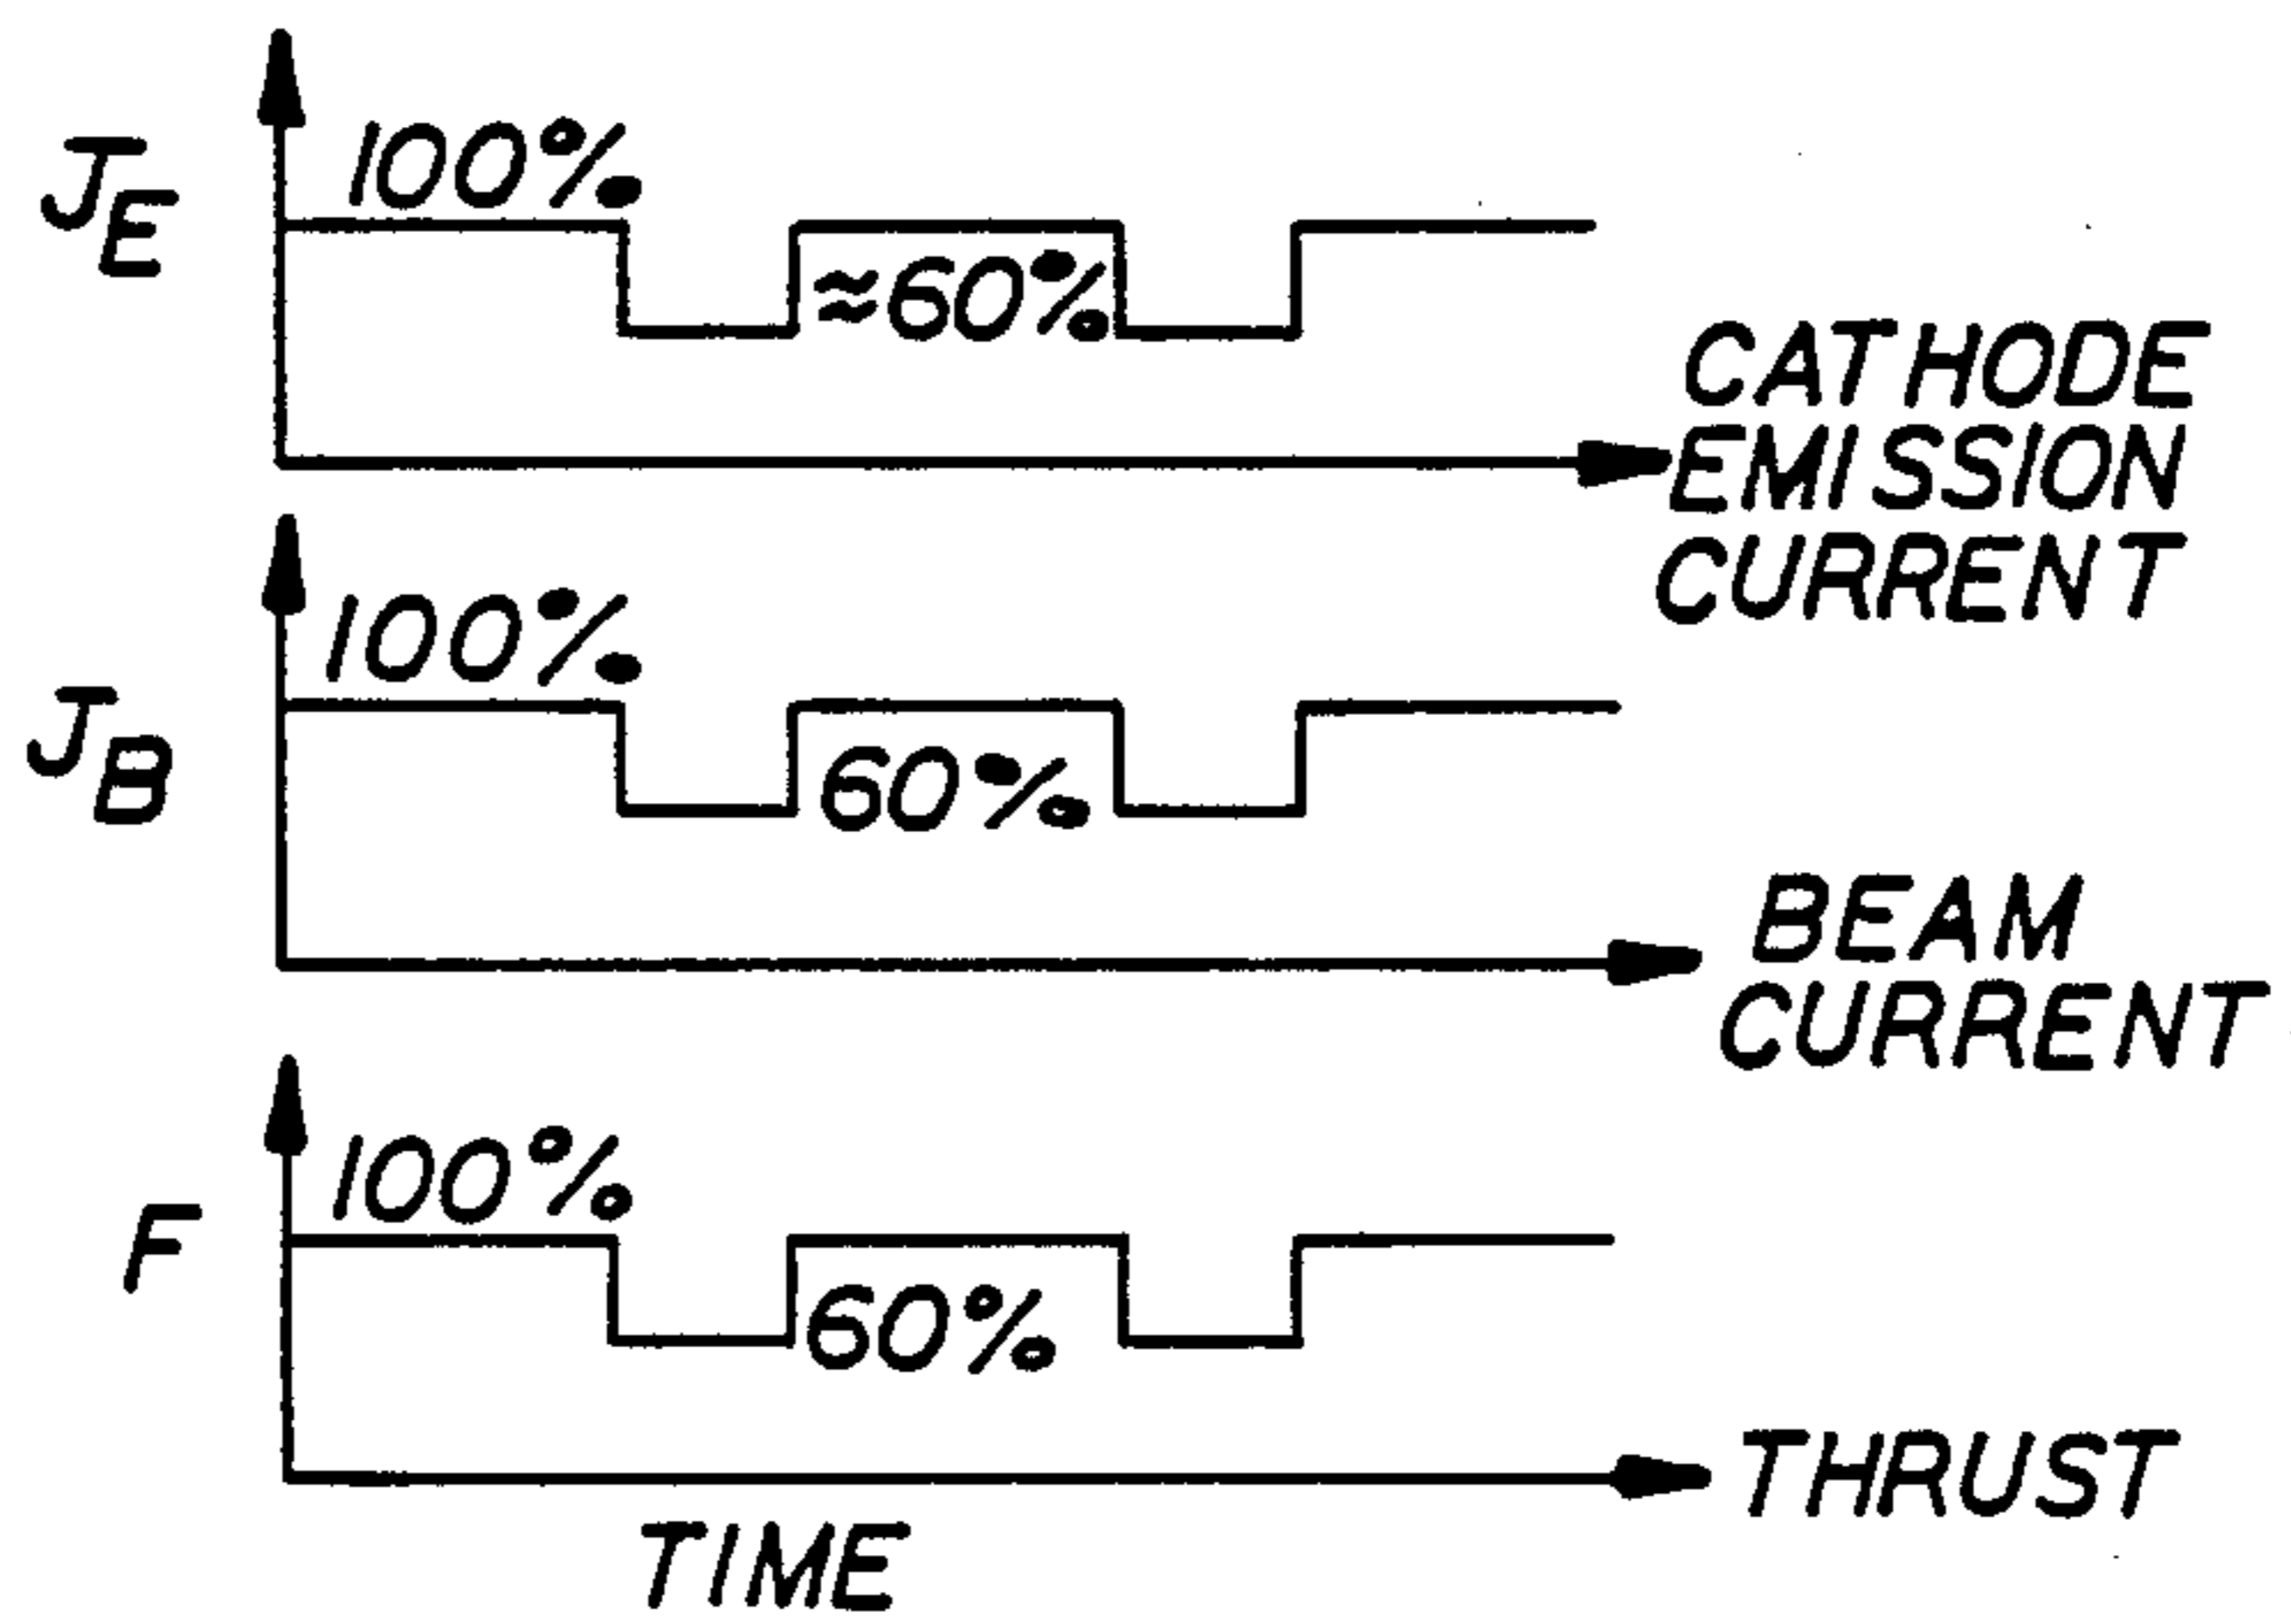 J_E
100%
≈60%
CATHODE
EMISSION
CURRENT
J_B
100%
60%
BEAM
CURRENT
F
100%
60%
THRUST
TIME